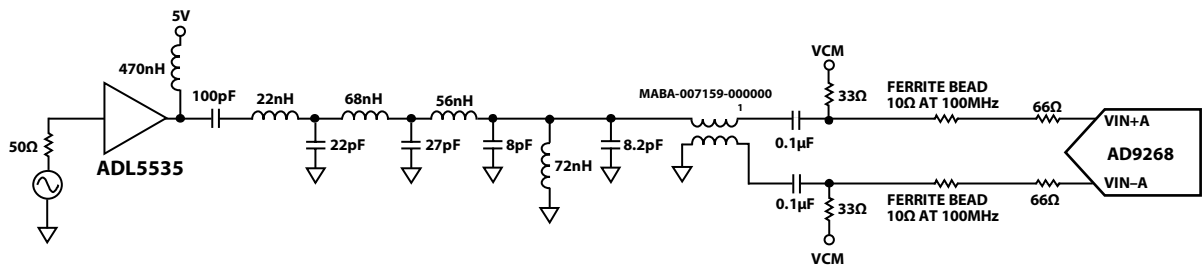 5V
470nH
100pF
22nH
68nH
56nH
MABA-007159-000000
1
VCM
33Ω
FERRITE BEAD
10Ω AT 100MHz
66Ω
VIN+A
50Ω
ADL5535
22pF
27pF
8pF
72nH
8.2pF
0.1µF
AD9268
VIN–A
0.1µF
33Ω
FERRITE BEAD
10Ω AT 100MHz
66Ω
VCM